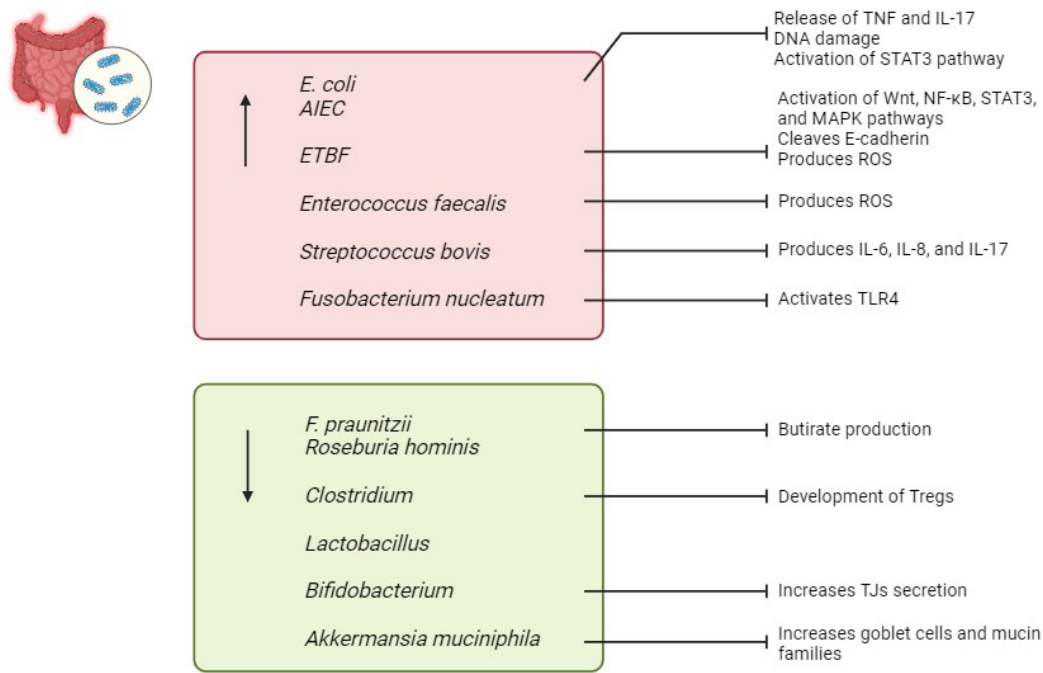 Release of TNF and IL-17
DNA damage
Activation of STAT3 pathway
E. coli
AIEC
Activation of Wnt, NF-κB, STAT3,
and MAPK pathways
Cleaves E-cadherin
Produces ROS
ETBF
Enterococcus faecalis
Produces ROS
Streptococcus bovis
Produces IL-6, IL-8, and IL-17
Fusobacterium nucleatum
Activates TLR4
F. praunitzii
Roseburia hominis
Butirate production
Clostridium
Development of Tregs
Lactobacillus
Bifidobacterium
Increases TJs secretion
Akkermansia muciniphila
Increases goblet cells and mucin
families